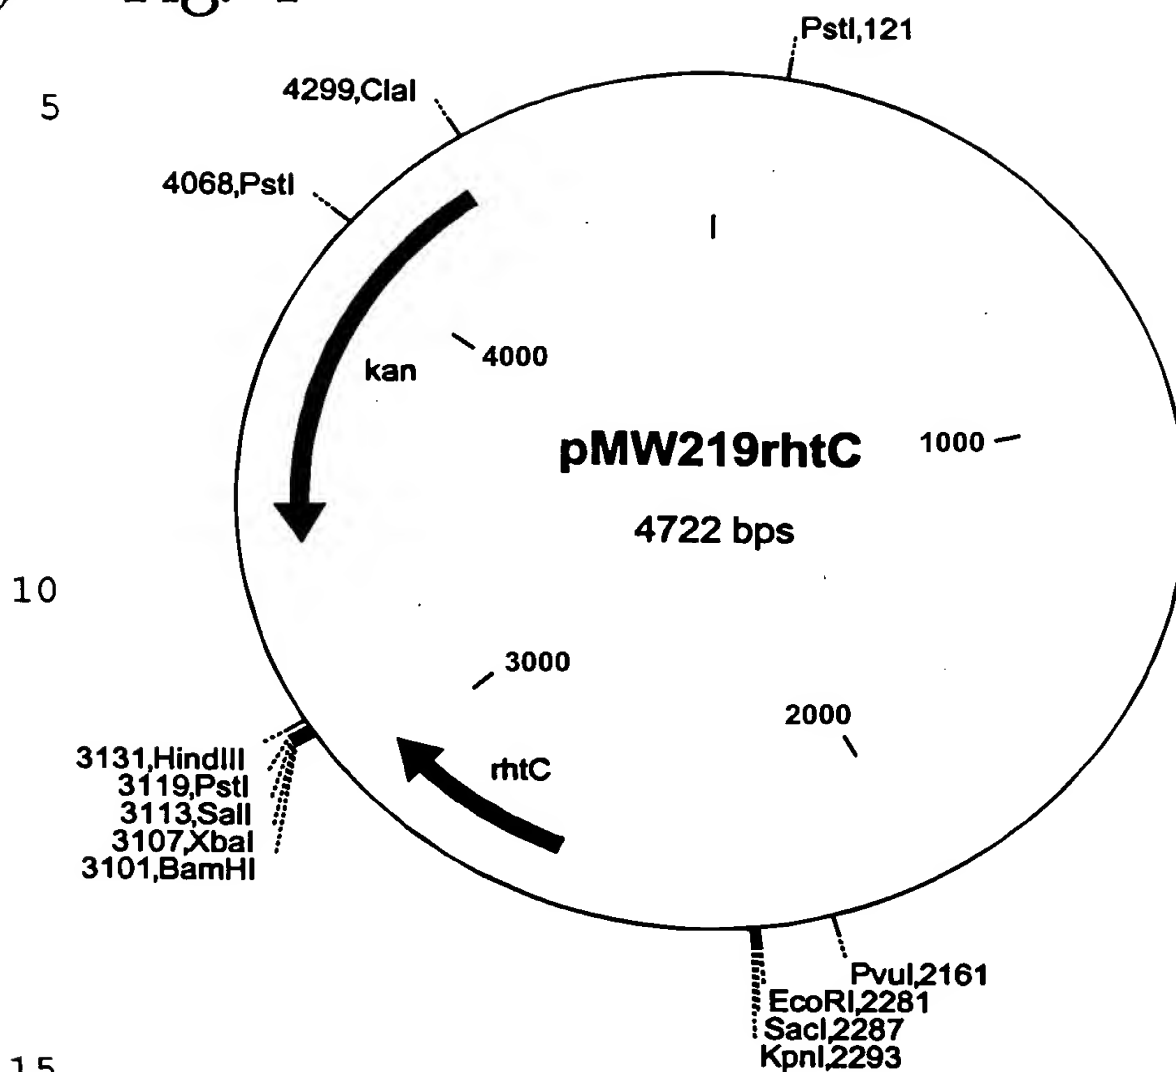 PstI,121
4299,ClaI
5
4068,PstI
I
4000
kan
pMW219rhtC
1000
4722 bps
10
3000
2000
rhtC
3131,HindIII
3119,PstI
3113,SalI
3107,XbaI
3101,BamHI
PvuI,2161
EcoRI,2281
SacI,2287
KpnI,2293
15